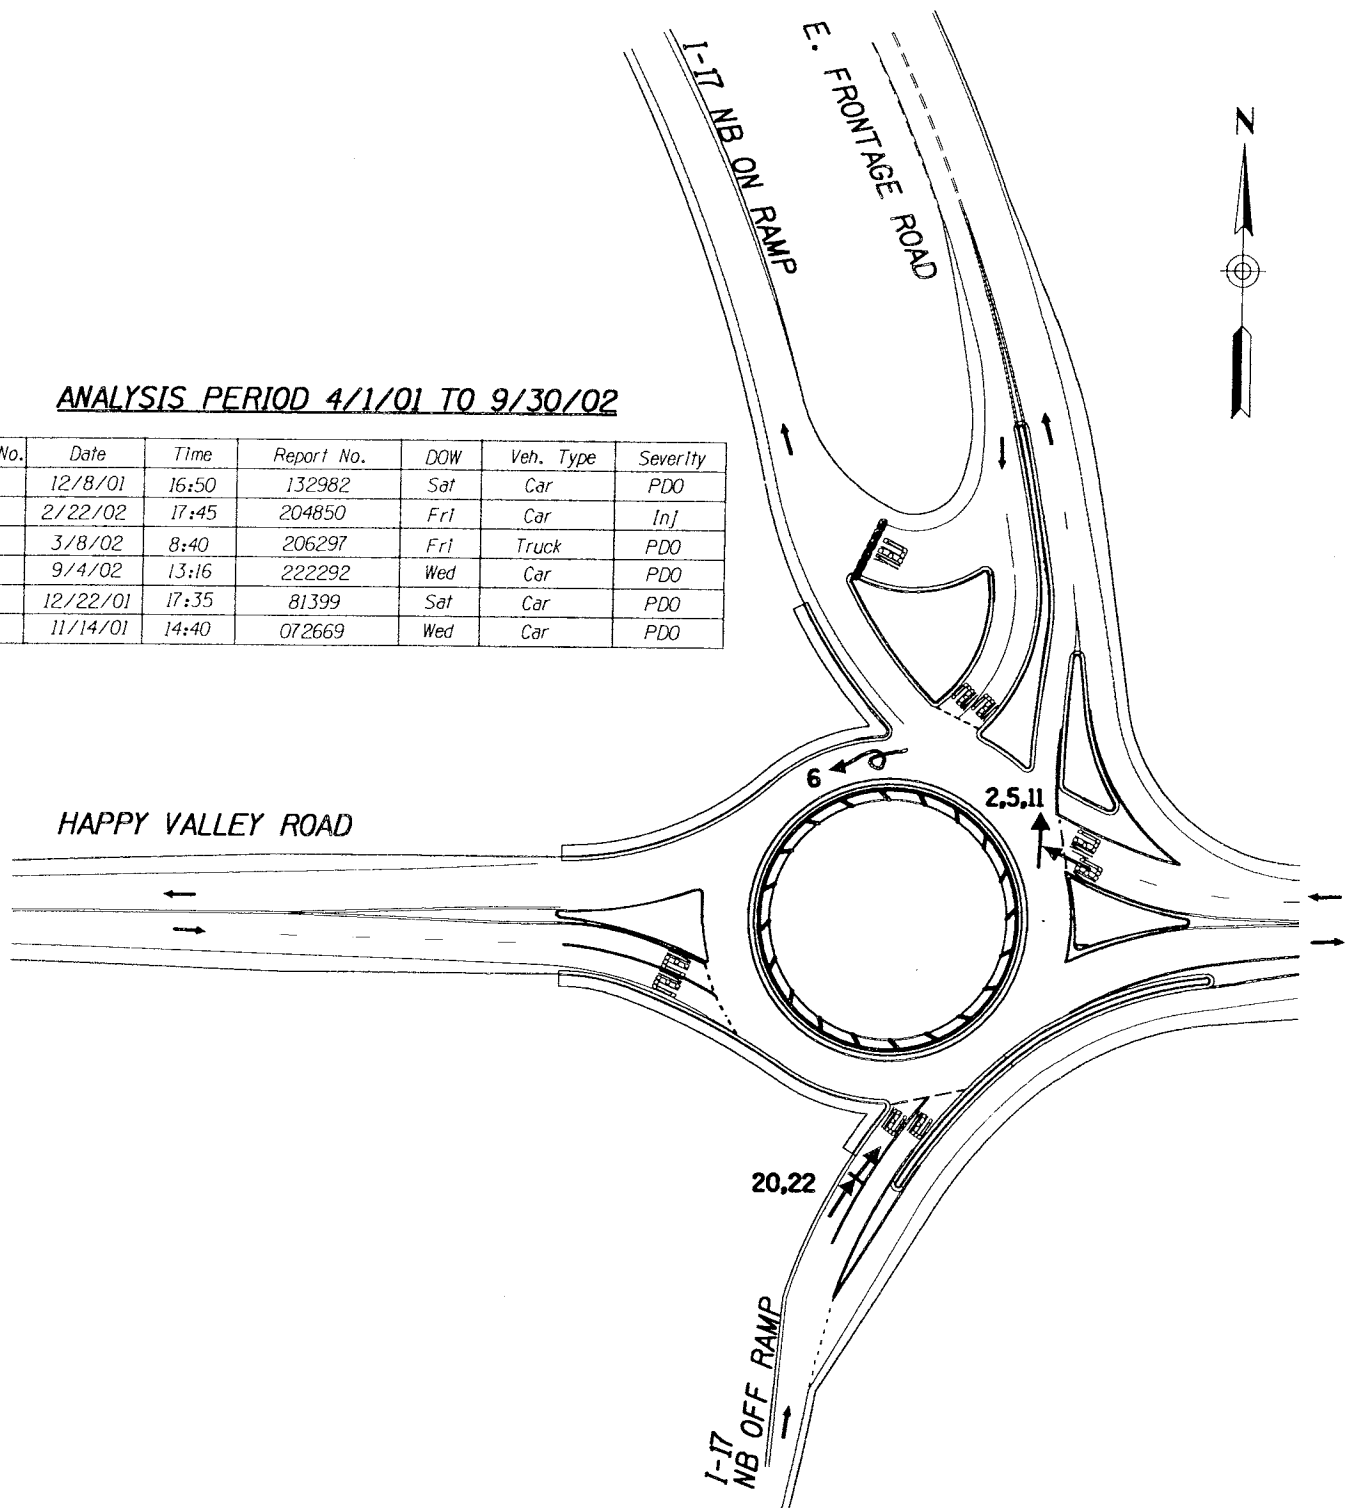 I-17 NB ON RAMP
E. FRONTAGE ROAD
N
ANALYSIS PERIOD 4/1/01 TO 9/30/02
No. Date Time Report No. DOW Veh. Type Severity
12/8/01 16:50 132982 Sat Car PDO
2/22/02 17:45 204850 Fri Car Inj
3/8/02 8:40 206297 Fri Truck PDO
9/4/02 13:16 222292 Wed Car PDO
12/22/01 17:35 81399 Sat Car PDO
11/14/01 14:40 072669 Wed Car PDO
6
2,5,11
HAPPY VALLEY ROAD
20,22
I-17
NB OFF RAMP